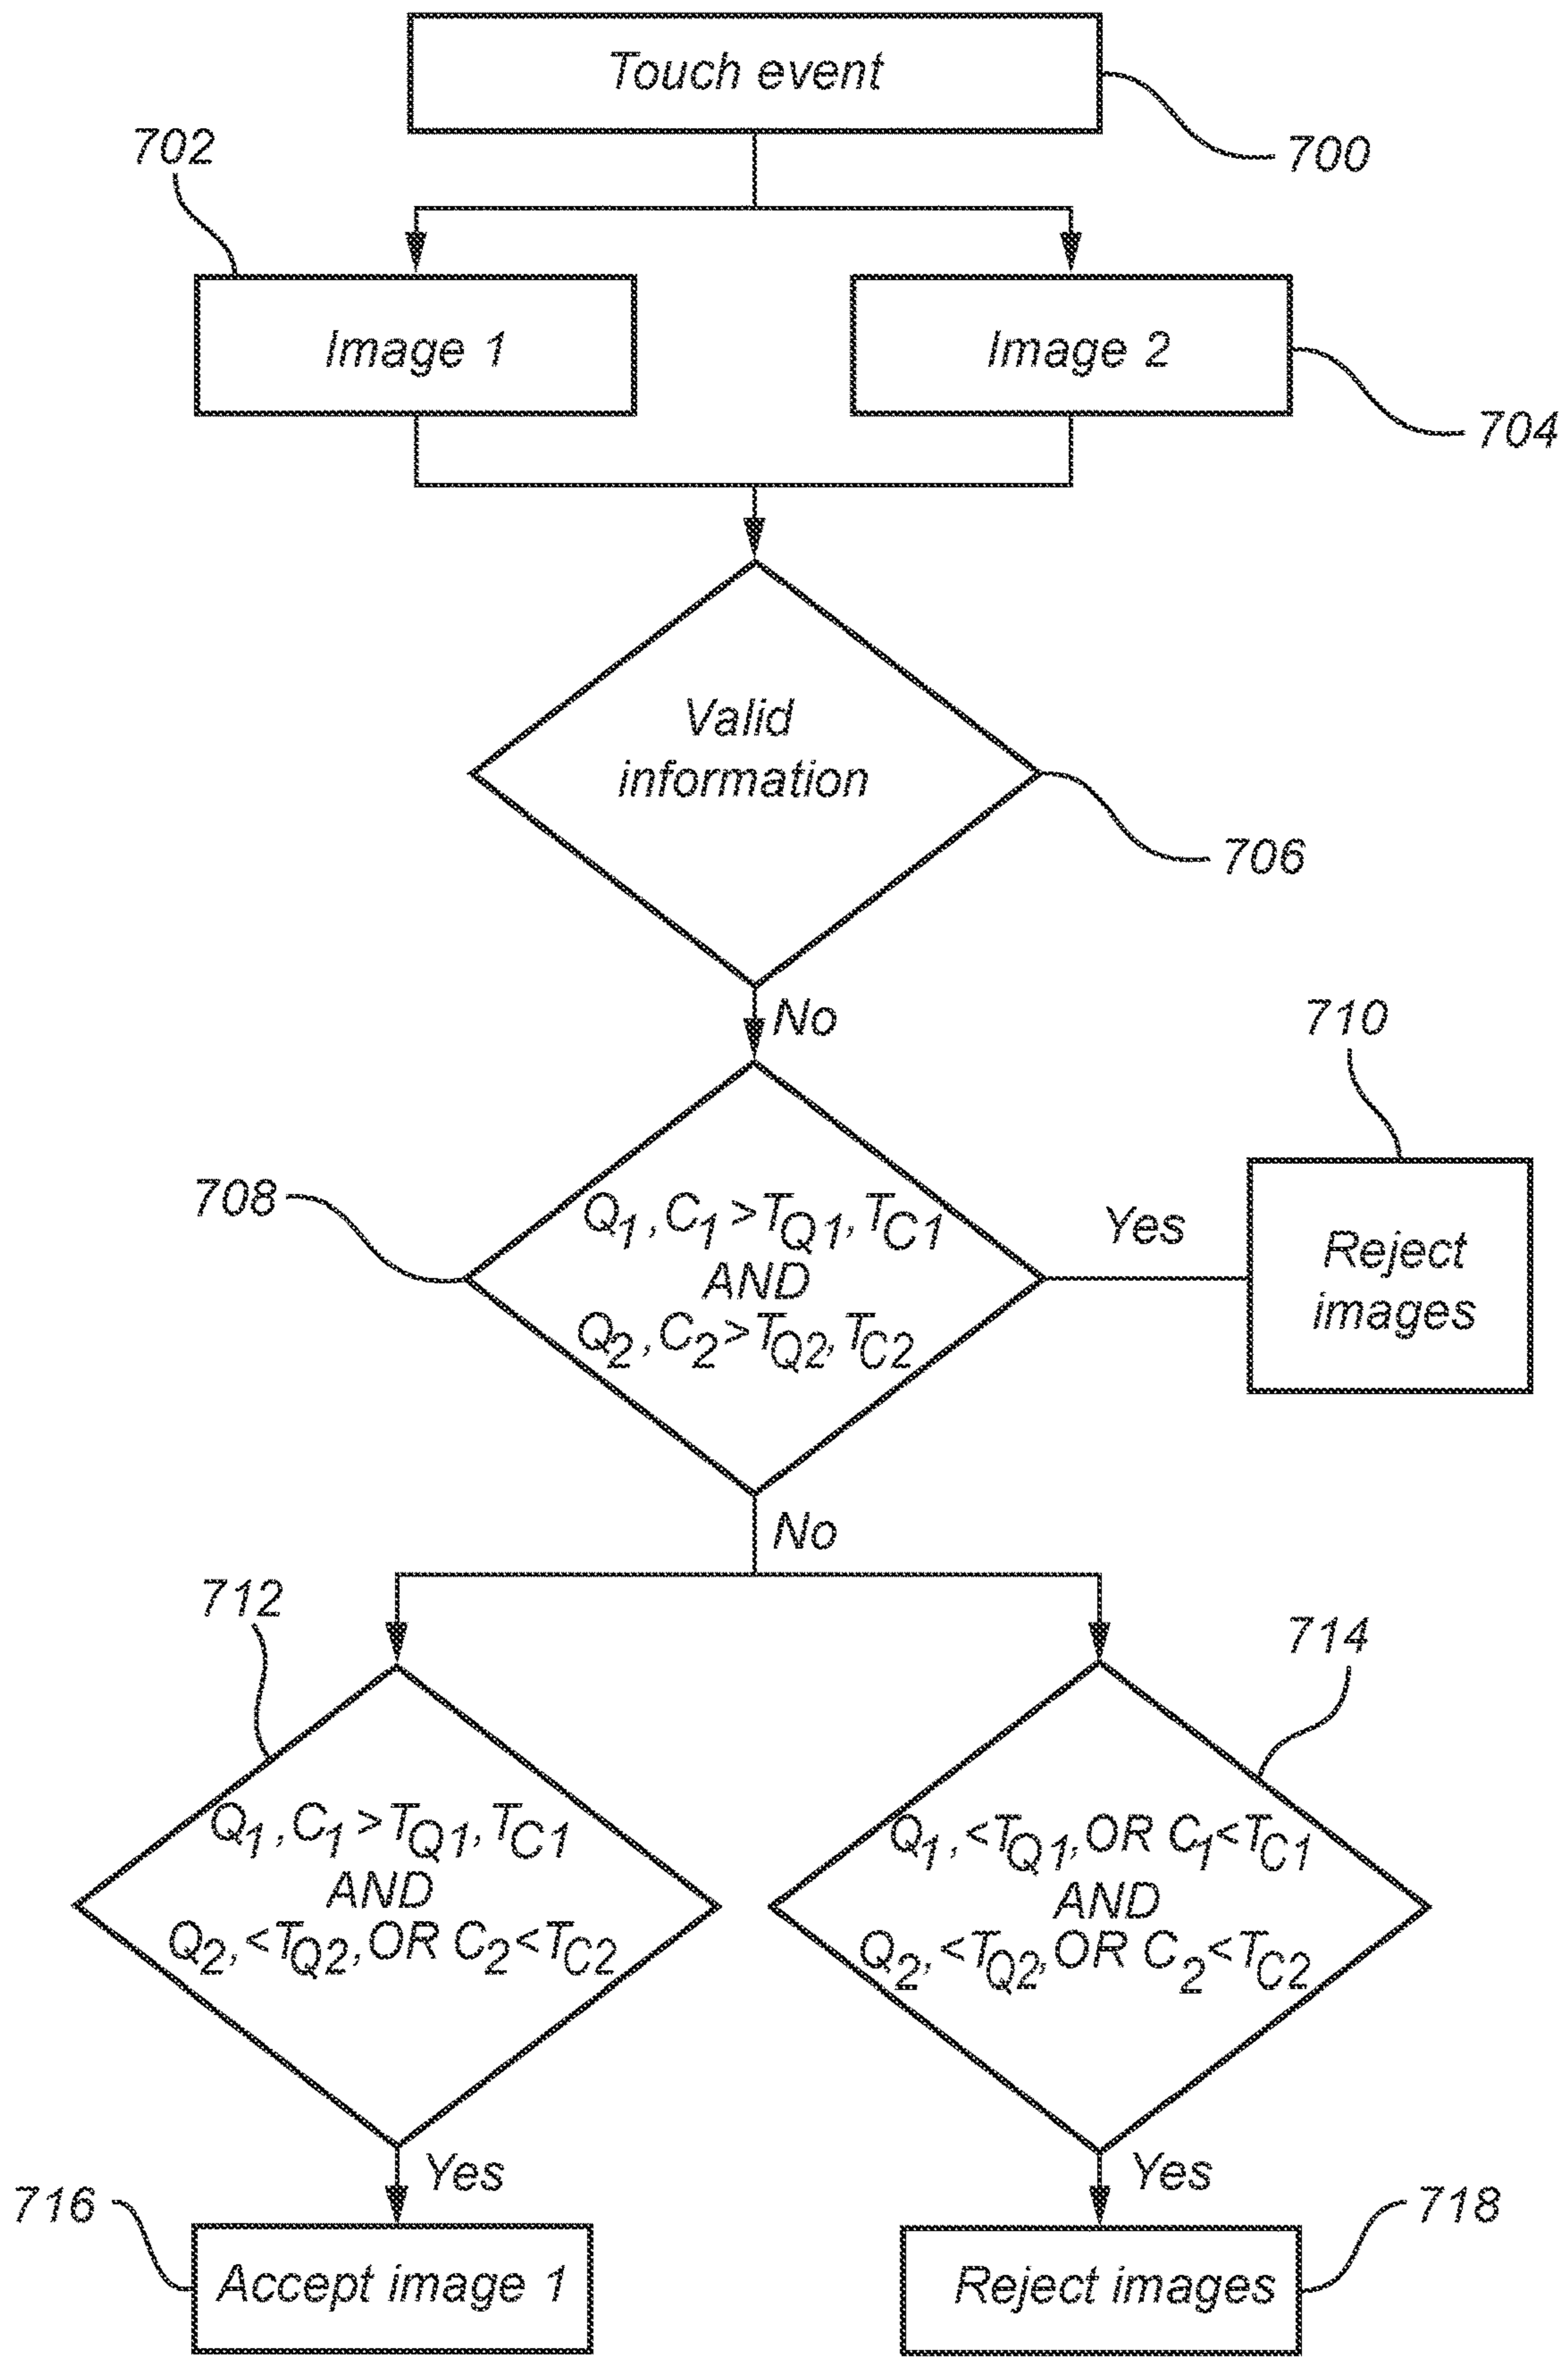 Touch event
700
702
Image 1
Image 2
704
Valid
information
706
No
710
708
Q1,C1>TQ1,TC1
AND
Q2,C2>TQ2,TC2
Yes
Reject
images
No
712
714
Q1,C1>TQ1,TC1
AND
Q2,<TQ2,OR C2<TC2
Q1,<TQ1,OR C1<TC1
AND
Q2,<TQ2,OR C2<TC2
Yes
Yes
716
718
Accept image 1
Reject images